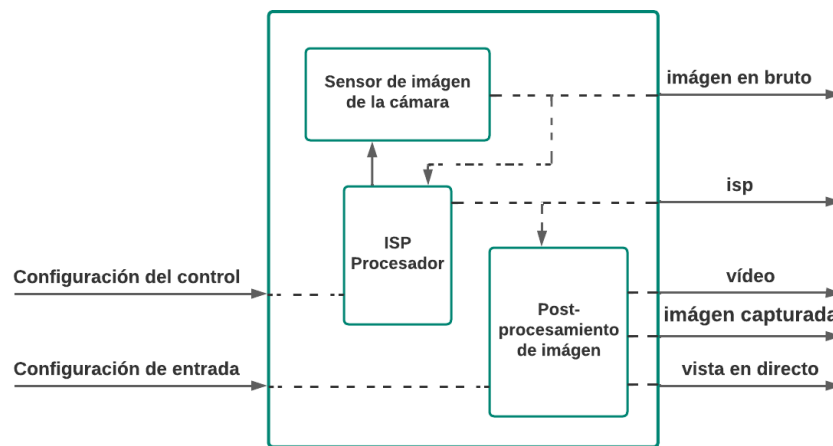 Sensor de imágen
de la cámara
imágen en bruto
isp
ISP
Procesador
Configuración del control
vídeo
Post-
procesamiento
de imágen
imágen capturada
Configuración de entrada
vista en directo